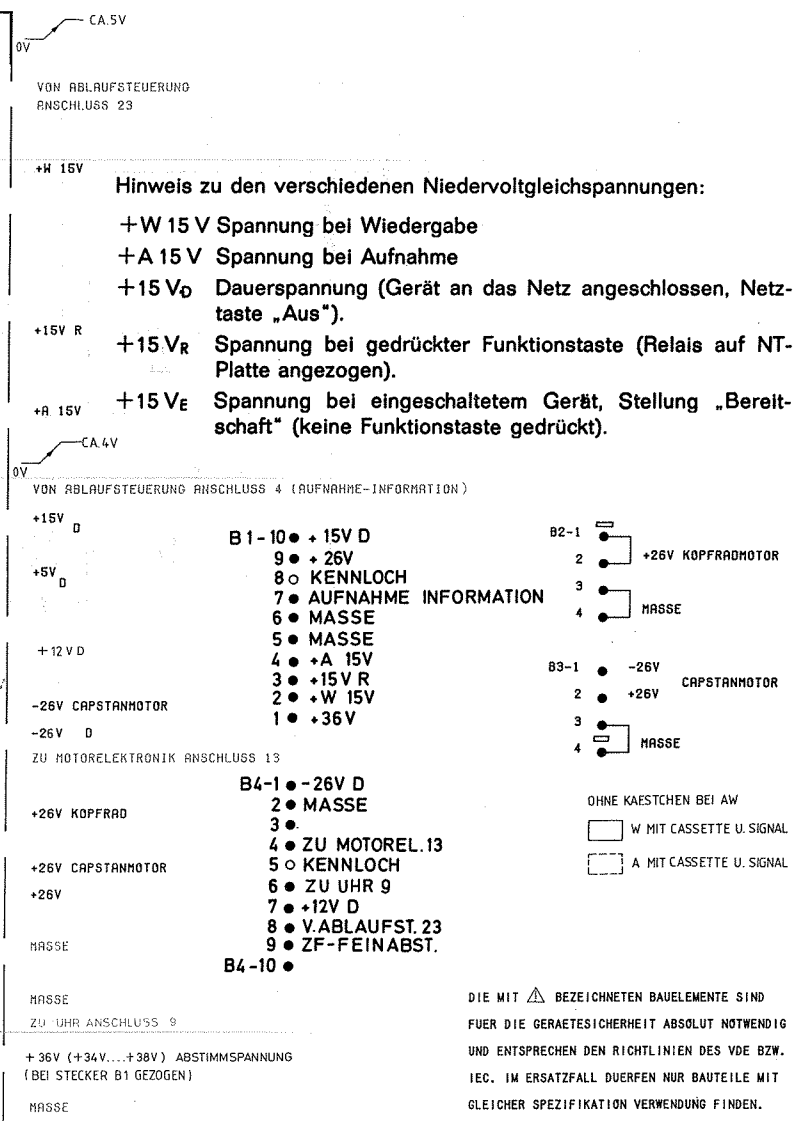 CA.5V
0V
VON ABLAUFSTEUERUNG
ANSCHLUSS 23
+W 15V
Hinweis zu den verschiedenen Niedervoltgleichspannungen:
+W 15 V Spannung bei Wiedergabe
+A 15 V Spannung bei Aufnahme
+15 VD Dauerspannung (Gerät an das Netz angeschlossen, Netz-
taste „Aus“).
+15V R
+15 VR Spannung bei gedrückter Funktionstaste (Relais auf NT-
Platte angezogen).
+A 15V
+15 VE Spannung bei eingeschaltetem Gerät, Stellung „Bereit-
schaft“ (keine Funktionstaste gedrückt).
CA.4V
0V
VON ABLAUFSTEUERUNG ANSCHLUSS 4 (AUFNAHME-INFORMATION)
+15V D
+5V D
+12 V D
-26V CAPSTANMOTOR
-26V D
ZU MOTORELEKTRONIK ANSCHLUSS 13
+26V KOPFRAD
+26V CAPSTANMOTOR
+26V
MASSE
MASSE
ZU UHR ANSCHLUSS 9
+36V (+34V....+38V) ABSTIMMSPANNUNG
(BEI STECKER B1 GEZOGEN)
MASSE
B1-10 ● + 15V D
9 ● + 26V
8 o KENNLOCH
7 ● AUFNAHME INFORMATION
6 ● MASSE
5 ● MASSE
4 ● +A 15V
3 ● +15V R
2 ● +W 15V
1 ● +36V
B4-1 ● -26V D
2 ● MASSE
3 ●
4 ● ZU MOTOREL.13
5 o KENNLOCH
6 ● ZU UHR 9
7 ● +12V D
8 ● V.ABLAUFST. 23
9 ● ZF-FEINABST.
B4-10 ●
B2-1
2
+26V KOPFRADMOTOR
3
4
MASSE
B3-1 ● -26V
2 ● +26V
CAPSTANMOTOR
3
4
MASSE
OHNE KAESTCHEN BEI AW
W MIT CASSETTE U. SIGNAL
A MIT CASSETTE U. SIGNAL
DIE MIT ⚠ BEZEICHNETEN BAUELEMENTE SIND
FUER DIE GERAETESICHERHEIT ABSOLUT NOTWENDIG
UND ENTSPRECHEN DEN RICHTLINIEN DES VDE BZW.
IEC. IM ERSATZFALL DUERFEN NUR BAUTEILE MIT
GLEICHER SPEZIFIKATION VERWENDUNG FINDEN.